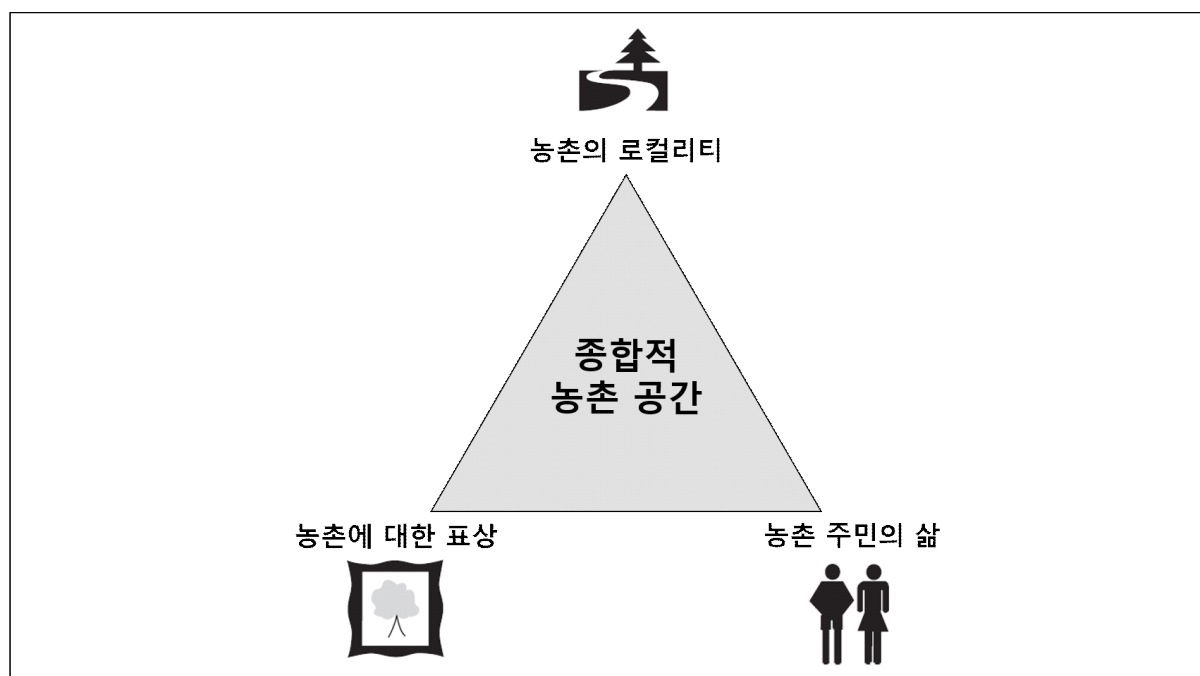 농촌의 로컬리티
종합적
농촌 공간
농촌에 대한 표상
농촌 주민의 삶